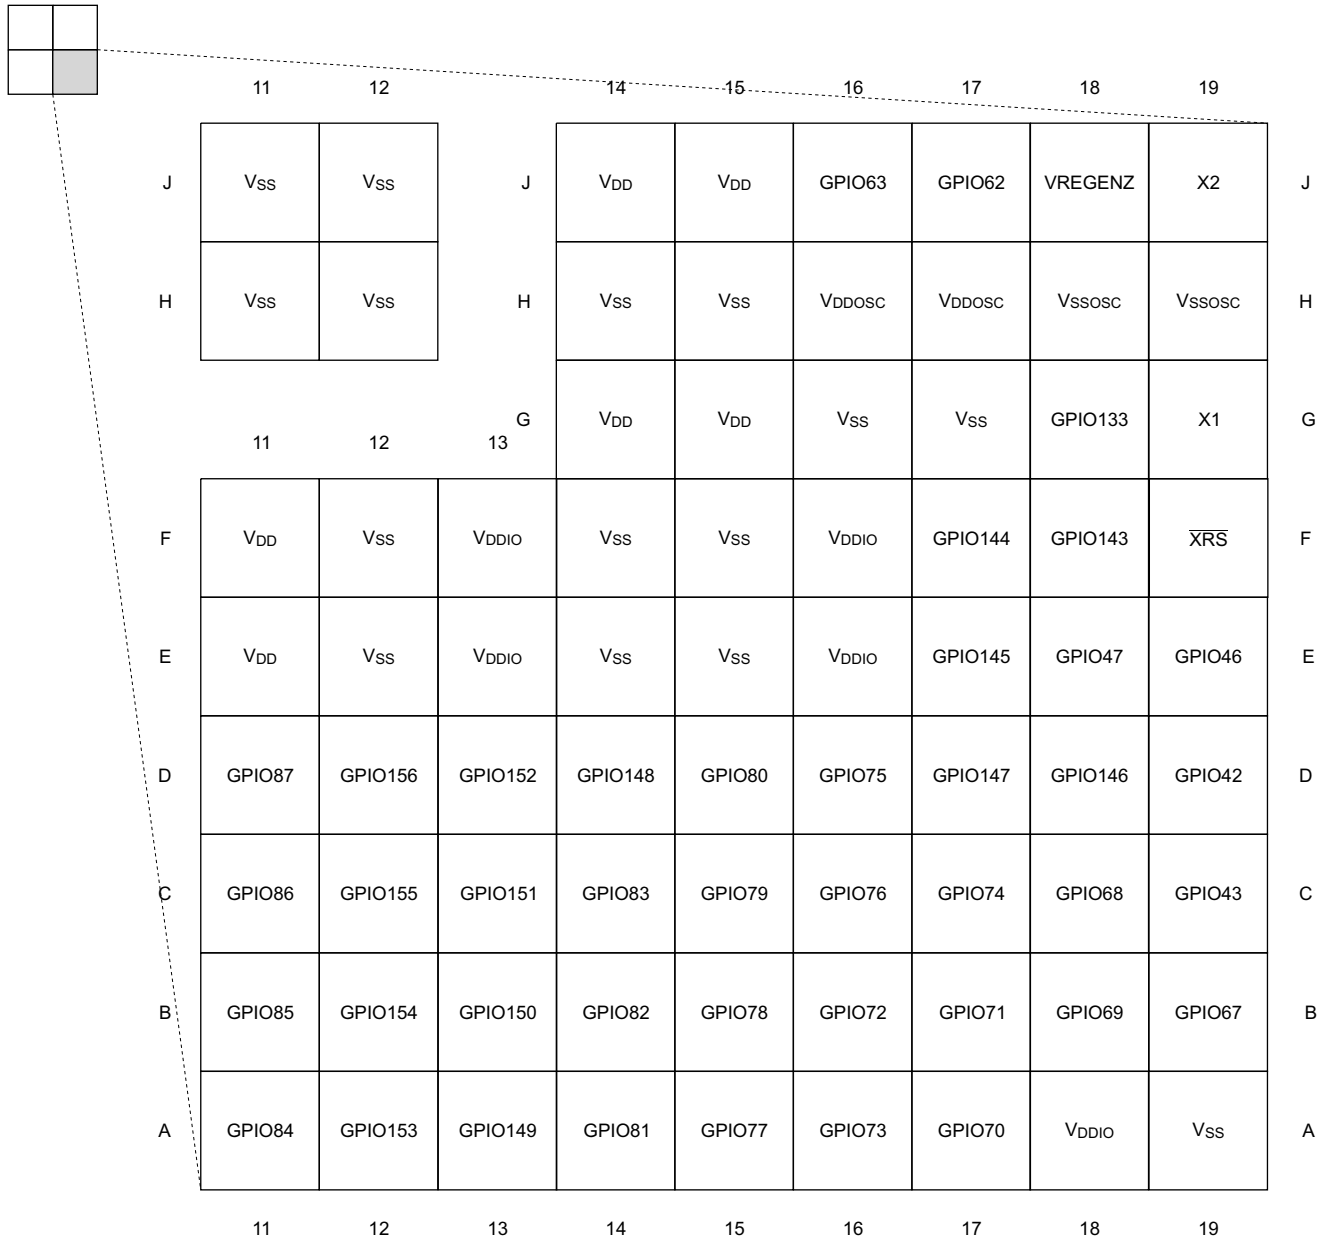 11 12 14 15 16 17 18 19
J VSS VSS J VDD VDD GPIO63 GPIO62 VREGENZ X2 J
H VSS VSS H VSS VSS VDDOSC VDDOSC VSSOSC VSSOSC H
G VDD VDD VSS VSS GPIO133 X1 G
11 12 13
F VDD VSS VDDIO VSS VSS VDDIO GPIO144 GPIO143 XRS F
E VDD VSS VDDIO VSS VSS VDDIO GPIO145 GPIO47 GPIO46 E
D GPIO87 GPIO156 GPIO152 GPIO148 GPIO80 GPIO75 GPIO147 GPIO146 GPIO42 D
C GPIO86 GPIO155 GPIO151 GPIO83 GPIO79 GPIO76 GPIO74 GPIO68 GPIO43 C
B GPIO85 GPIO154 GPIO150 GPIO82 GPIO78 GPIO72 GPIO71 GPIO69 GPIO67 B
A GPIO84 GPIO153 GPIO149 GPIO81 GPIO77 GPIO73 GPIO70 VDDIO VSS A
11 12 13 14 15 16 17 18 19